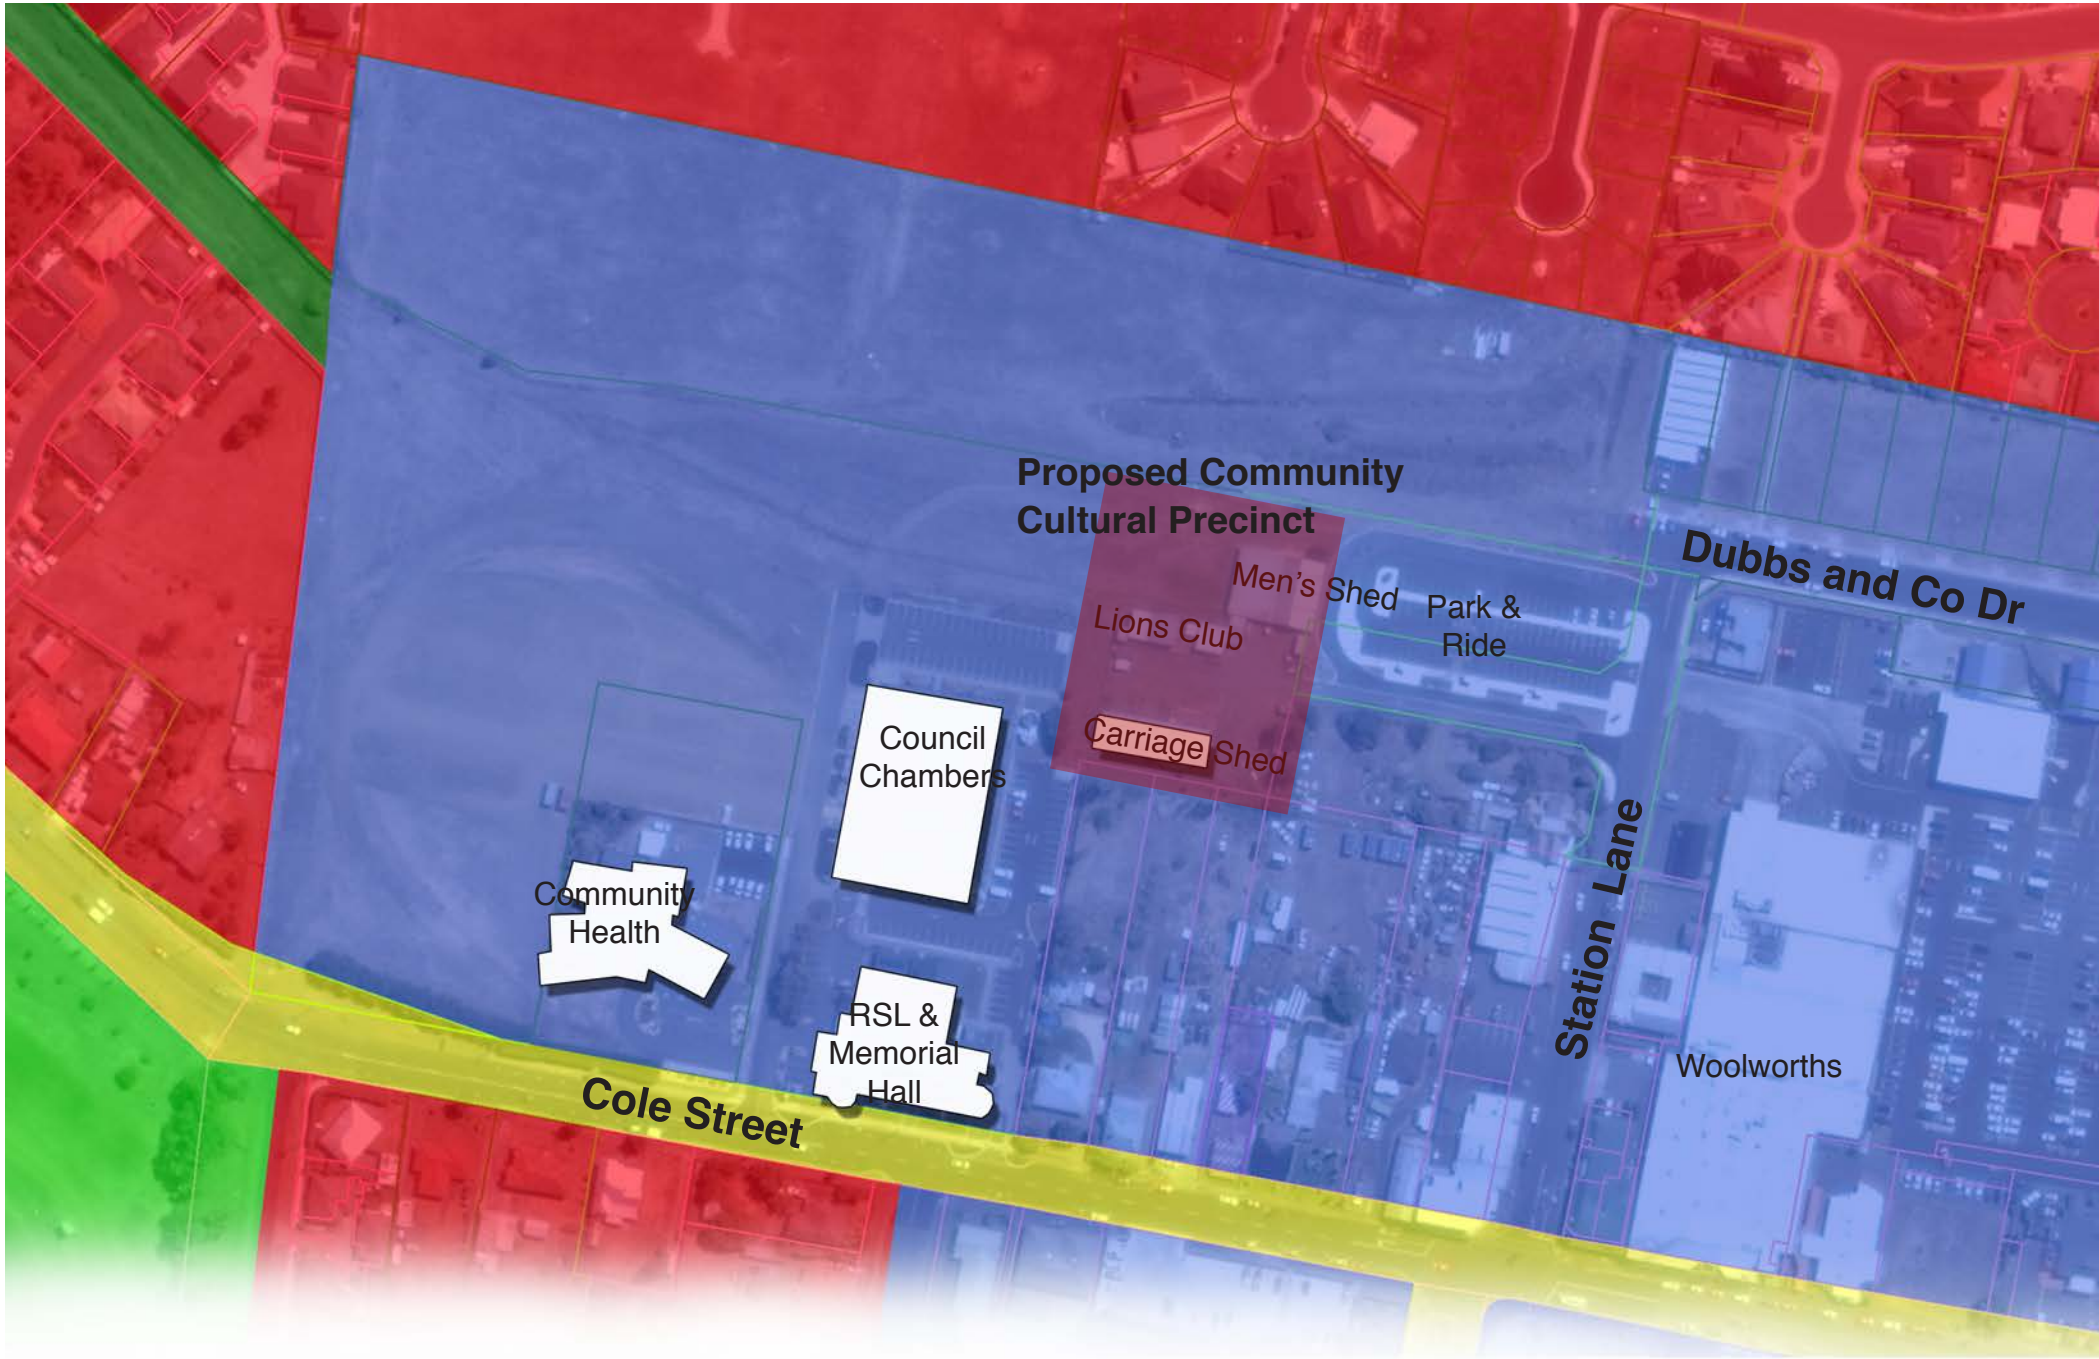 Proposed Community
Cultural Precinct
Men's Shed
Lions Club
Park &
Ride
Dubbs and Co Dr
Carriage Shed
Council
Chambers
Community
Health
Station Lane
RSL &
Memorial
Hall
Woolworths
Cole Street